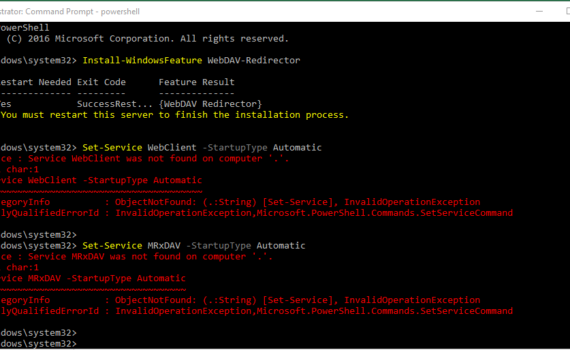 strator: Command Prompt - powershell
owerShell
(C) 2016 Microsoft Corporation. All rights reserved.
dows\system32> Install-WindowsFeature WebDAV-Redirector
estart Needed Exit Code Feature Result
-------------- --------- --------------
es SuccessRest... {WebDAV Redirector}
You must restart this server to finish the installation process.
dows\system32> Set-Service WebClient -StartupType Automatic
ce : Service WebClient was not found on computer '.'.
char:1
vice WebClient -StartupType Automatic
~~~~~~~~~~~~~~~~~~~~~~~~~~~~~~~~~~~~~
egoryInfo : ObjectNotFound: (.:String) [Set-Service], InvalidOperationException
lyQualifiedErrorId : InvalidOperationException,Microsoft.PowerShell.Commands.SetServiceCommand
dows\system32>
dows\system32> Set-Service MRxDAV -StartupType Automatic
ce : Service MRxDAV was not found on computer '.'.
char:1
vice MRxDAV -StartupType Automatic
~~~~~~~~~~~~~~~~~~~~~~~~~~~~~~~~~~
egoryInfo : ObjectNotFound: (.:String) [Set-Service], InvalidOperationException
lyQualifiedErrorId : InvalidOperationException,Microsoft.PowerShell.Commands.SetServiceCommand
dows\system32>
dows\system32>